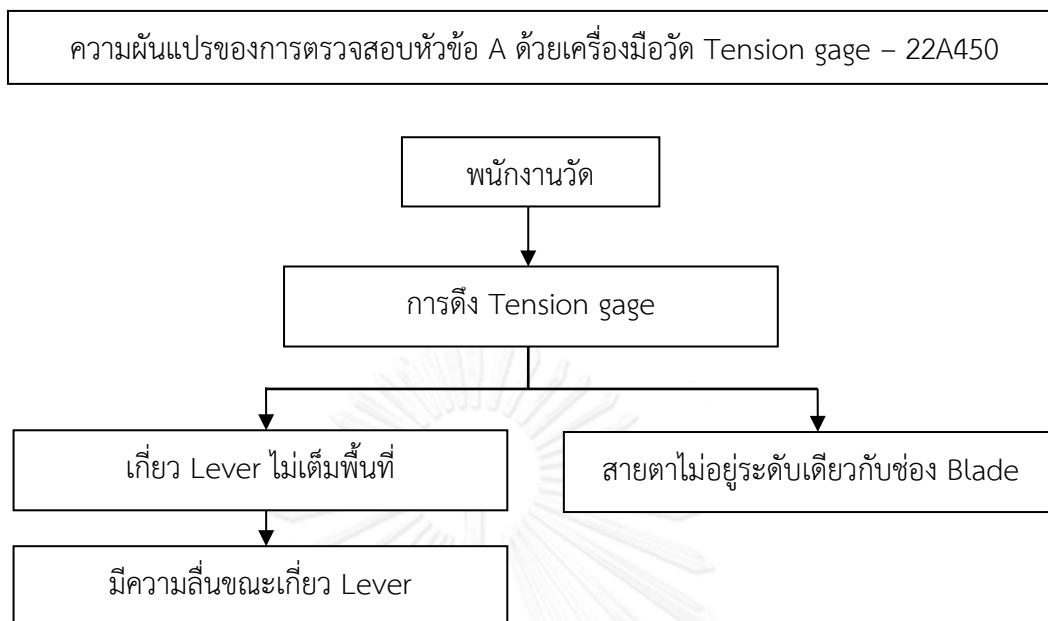 ความผันแปรของการตรวจสอบหัวข้อ A ด้วยเครื่องมือวัด Tension gage – 22A450
พนักงานวัด
การดึง Tension gage
เกี่ยว Lever ไม่เต็มพื้นที่
สายตาไม่อยู่ระดับเดียวกับช่อง Blade
มีความลื่นขณะเกี่ยว Lever